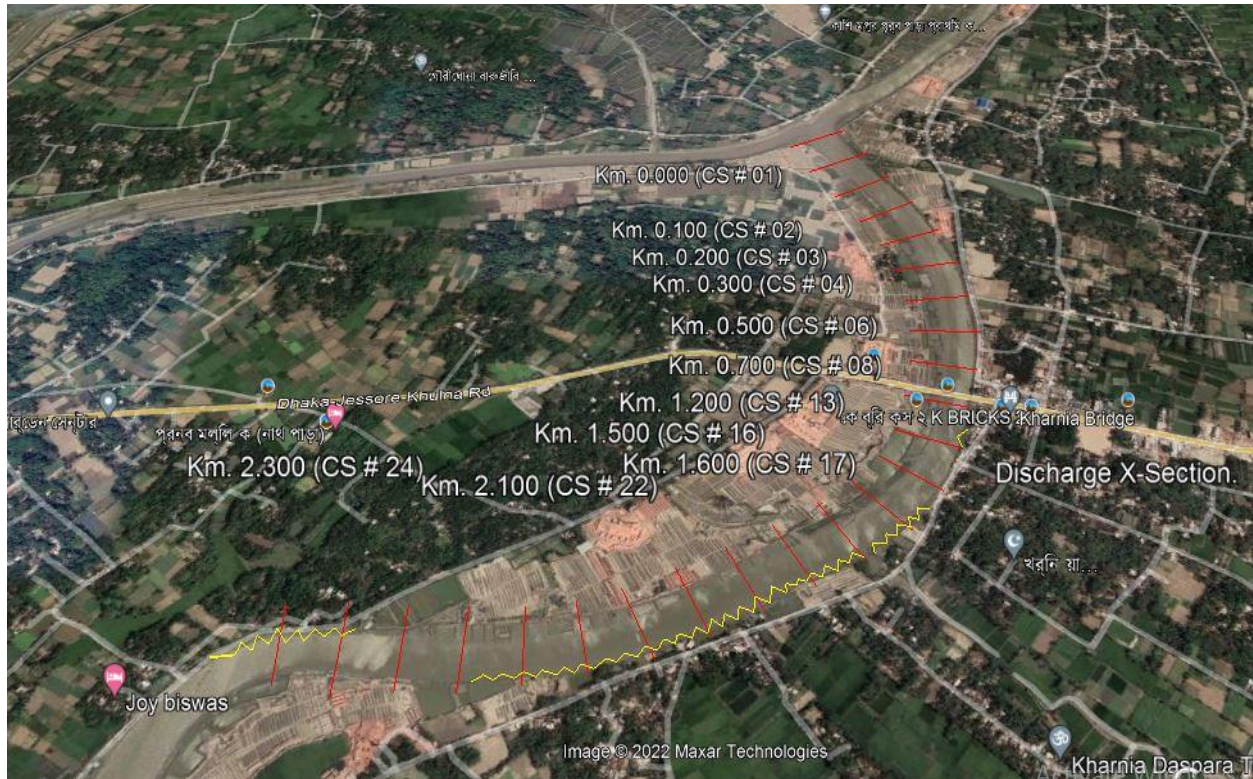 গৌরীঘোনা বারুজীবি ...
Km. 0.000 (CS # 01)
Km. 0.100 (CS # 02)
Km. 0.200 (CS # 03)
Km. 0.300 (CS # 04)
Km. 0.500 (CS # 06)
Km. 0.700 (CS # 08)
Dhaka-Jessore-Khulna Rd
Km. 1.200 (CS # 13)
K BRICKS
Kharnia Bridge
Km. 1.500 (CS # 16)
Km. 2.300 (CS # 24)
Km. 1.600 (CS # 17)
Km. 2.100 (CS # 22)
Discharge X-Section.
Joy biswas
Image © 2022 Maxar Technologies
Kharnia Daspara T